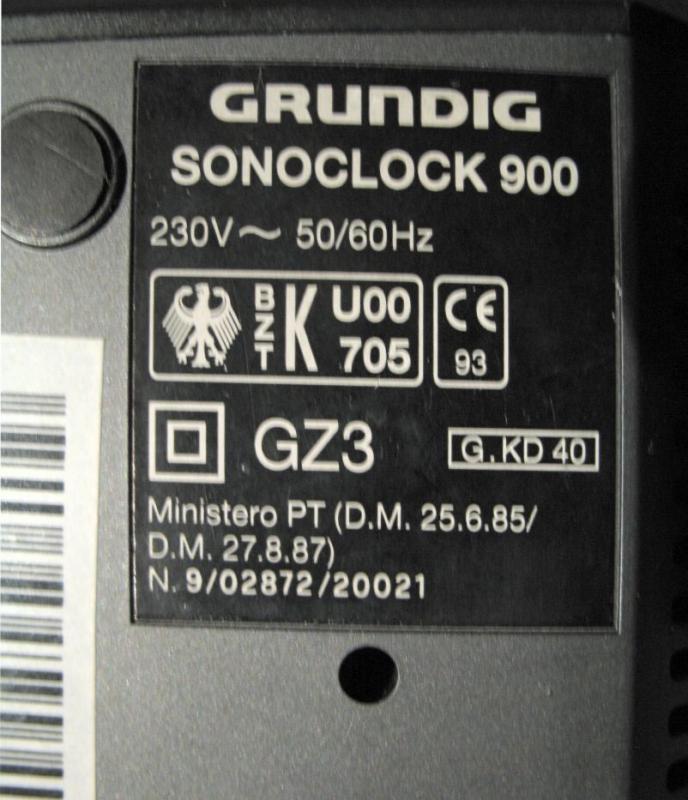 GRUNDIG
SONOCLOCK 900
230V~ 50/60Hz
BZT K U00 705
CE 93
GZ3
G.KD 40
Ministero PT (D.M. 25.6.85/
D.M. 27.8.87)
N. 9/02872/20021